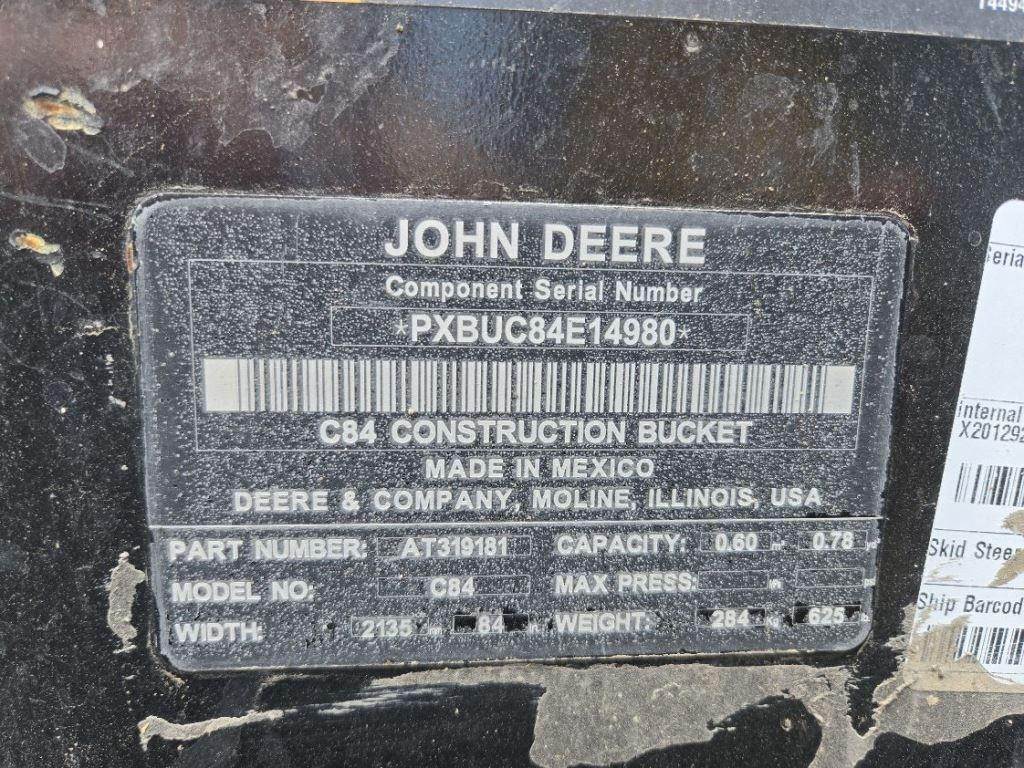 JOHN DEERE
Component Serial Number
*PXBUC84E14980*
C84 CONSTRUCTION BUCKET
MADE IN MEXICO
DEERE & COMPANY, MOLINE, ILLINOIS, USA
PART NUMBER: AT319181 CAPACITY: 0.60 0.78
MODEL NO: C84 MAX PRESS:
WIDTH: 2135 84 WEIGHT: 284 KG 625
Internal
X201292
Skid Stee
Ship Barcod